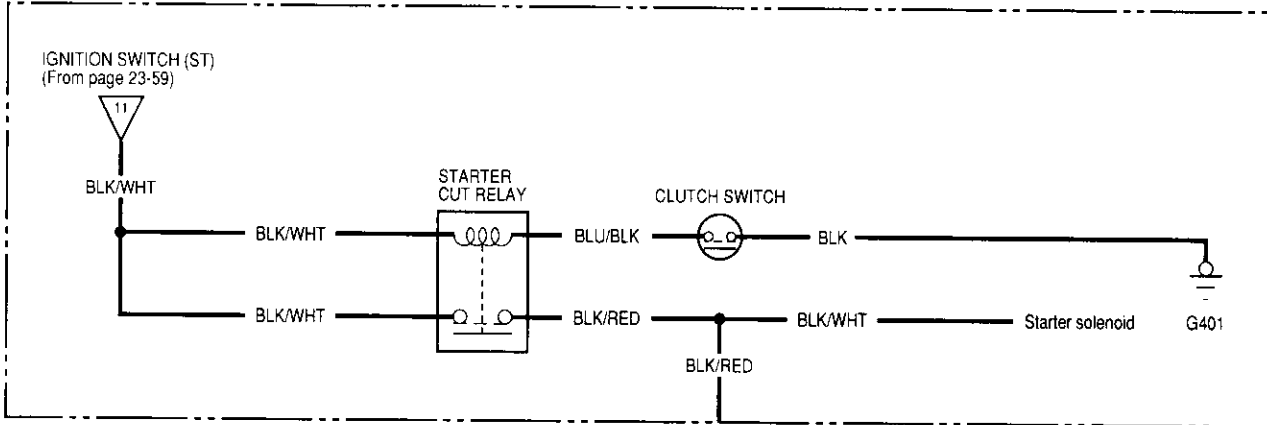 IGNITION SWITCH (ST)
(From page 23-59)
11
BLK/WHT
STARTER
CUT RELAY
CLUTCH SWITCH
BLK/WHT
BLU/BLK
BLK
BLK/WHT
BLK/RED
BLK/WHT
Starter solenoid
G401
BLK/RED